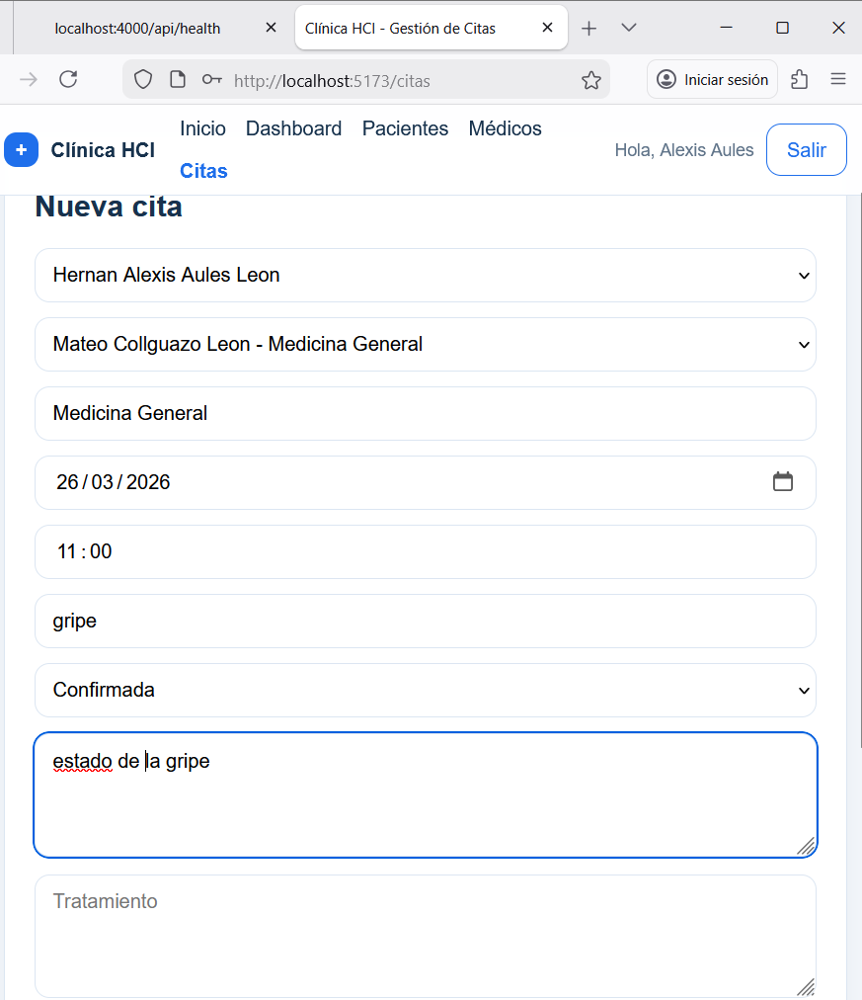 localhost:4000/api/health
Clínica HCI - Gestión de Citas
http://localhost:5173/citas
Iniciar sesión
+ Clínica HCI
Inicio Dashboard Pacientes Médicos
Citas
Hola, Alexis Aules
Salir
Nueva cita
Hernan Alexis Aules Leon
Mateo Collguazo Leon - Medicina General
Medicina General
26/03/2026
11:00
gripe
Confirmada
estado de la gripe
Tratamiento